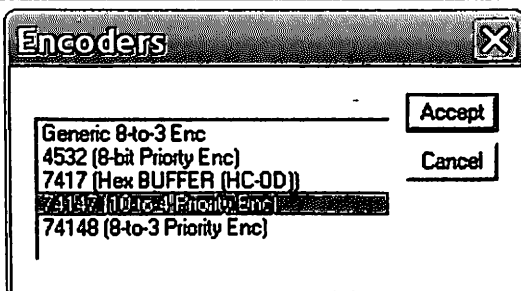 Encoders
Accept
Generic 8-to-3 Enc
4532 (8-bit Priorty Enc)
Cancel
7417 (Hex BUFFER (HC-OD))
74147 (10-to-4 Priority Enc)
74148 (8-to-3 Priority Enc)